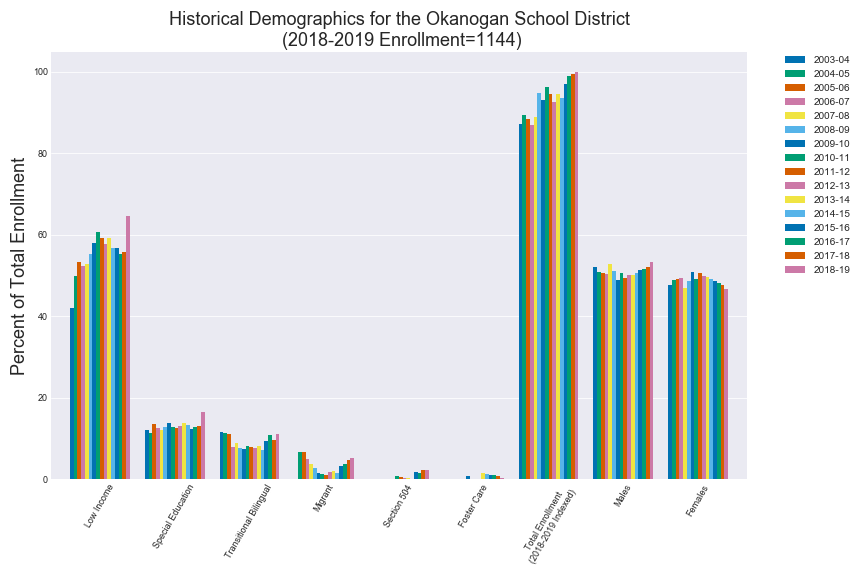 Historical Demographics for the Okanogan School District
(2018-2019 Enrollment=1144)
Percent of Total Enrollment
100
80
60
40
20
0
Low Income
Special Education
Transitional Bilingual
Migrant
Section 504
Foster Care
Total Enrollment
(2018-2019 Indexed)
Males
Females
2003-04
2004-05
2005-06
2006-07
2007-08
2008-09
2009-10
2010-11
2011-12
2012-13
2013-14
2014-15
2015-16
2016-17
2017-18
2018-19